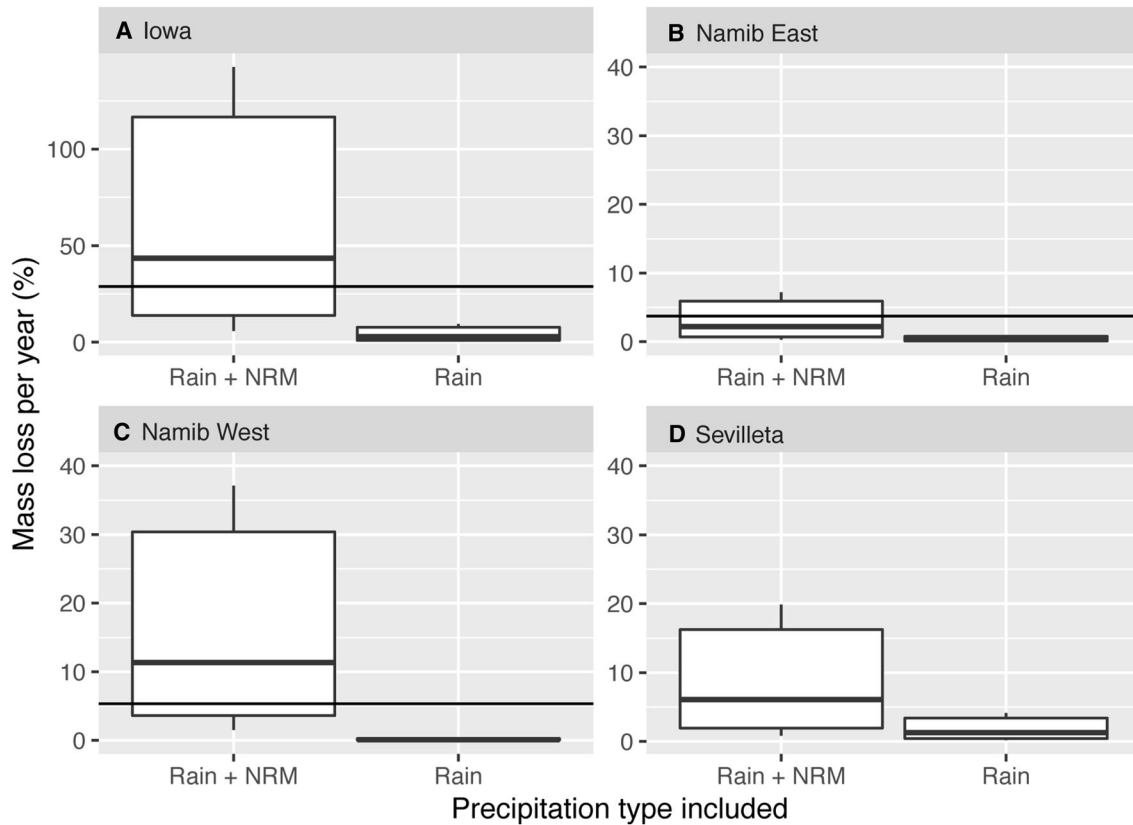 A Iowa
B Namib East
Mass loss per year (%)
100
50
0
40
30
20
10
0
Rain + NRM
Rain
Rain + NRM
Rain
C Namib West
D Sevilleta
40
30
20
10
0
40
30
20
10
0
Rain + NRM
Rain
Rain + NRM
Rain
Precipitation type included